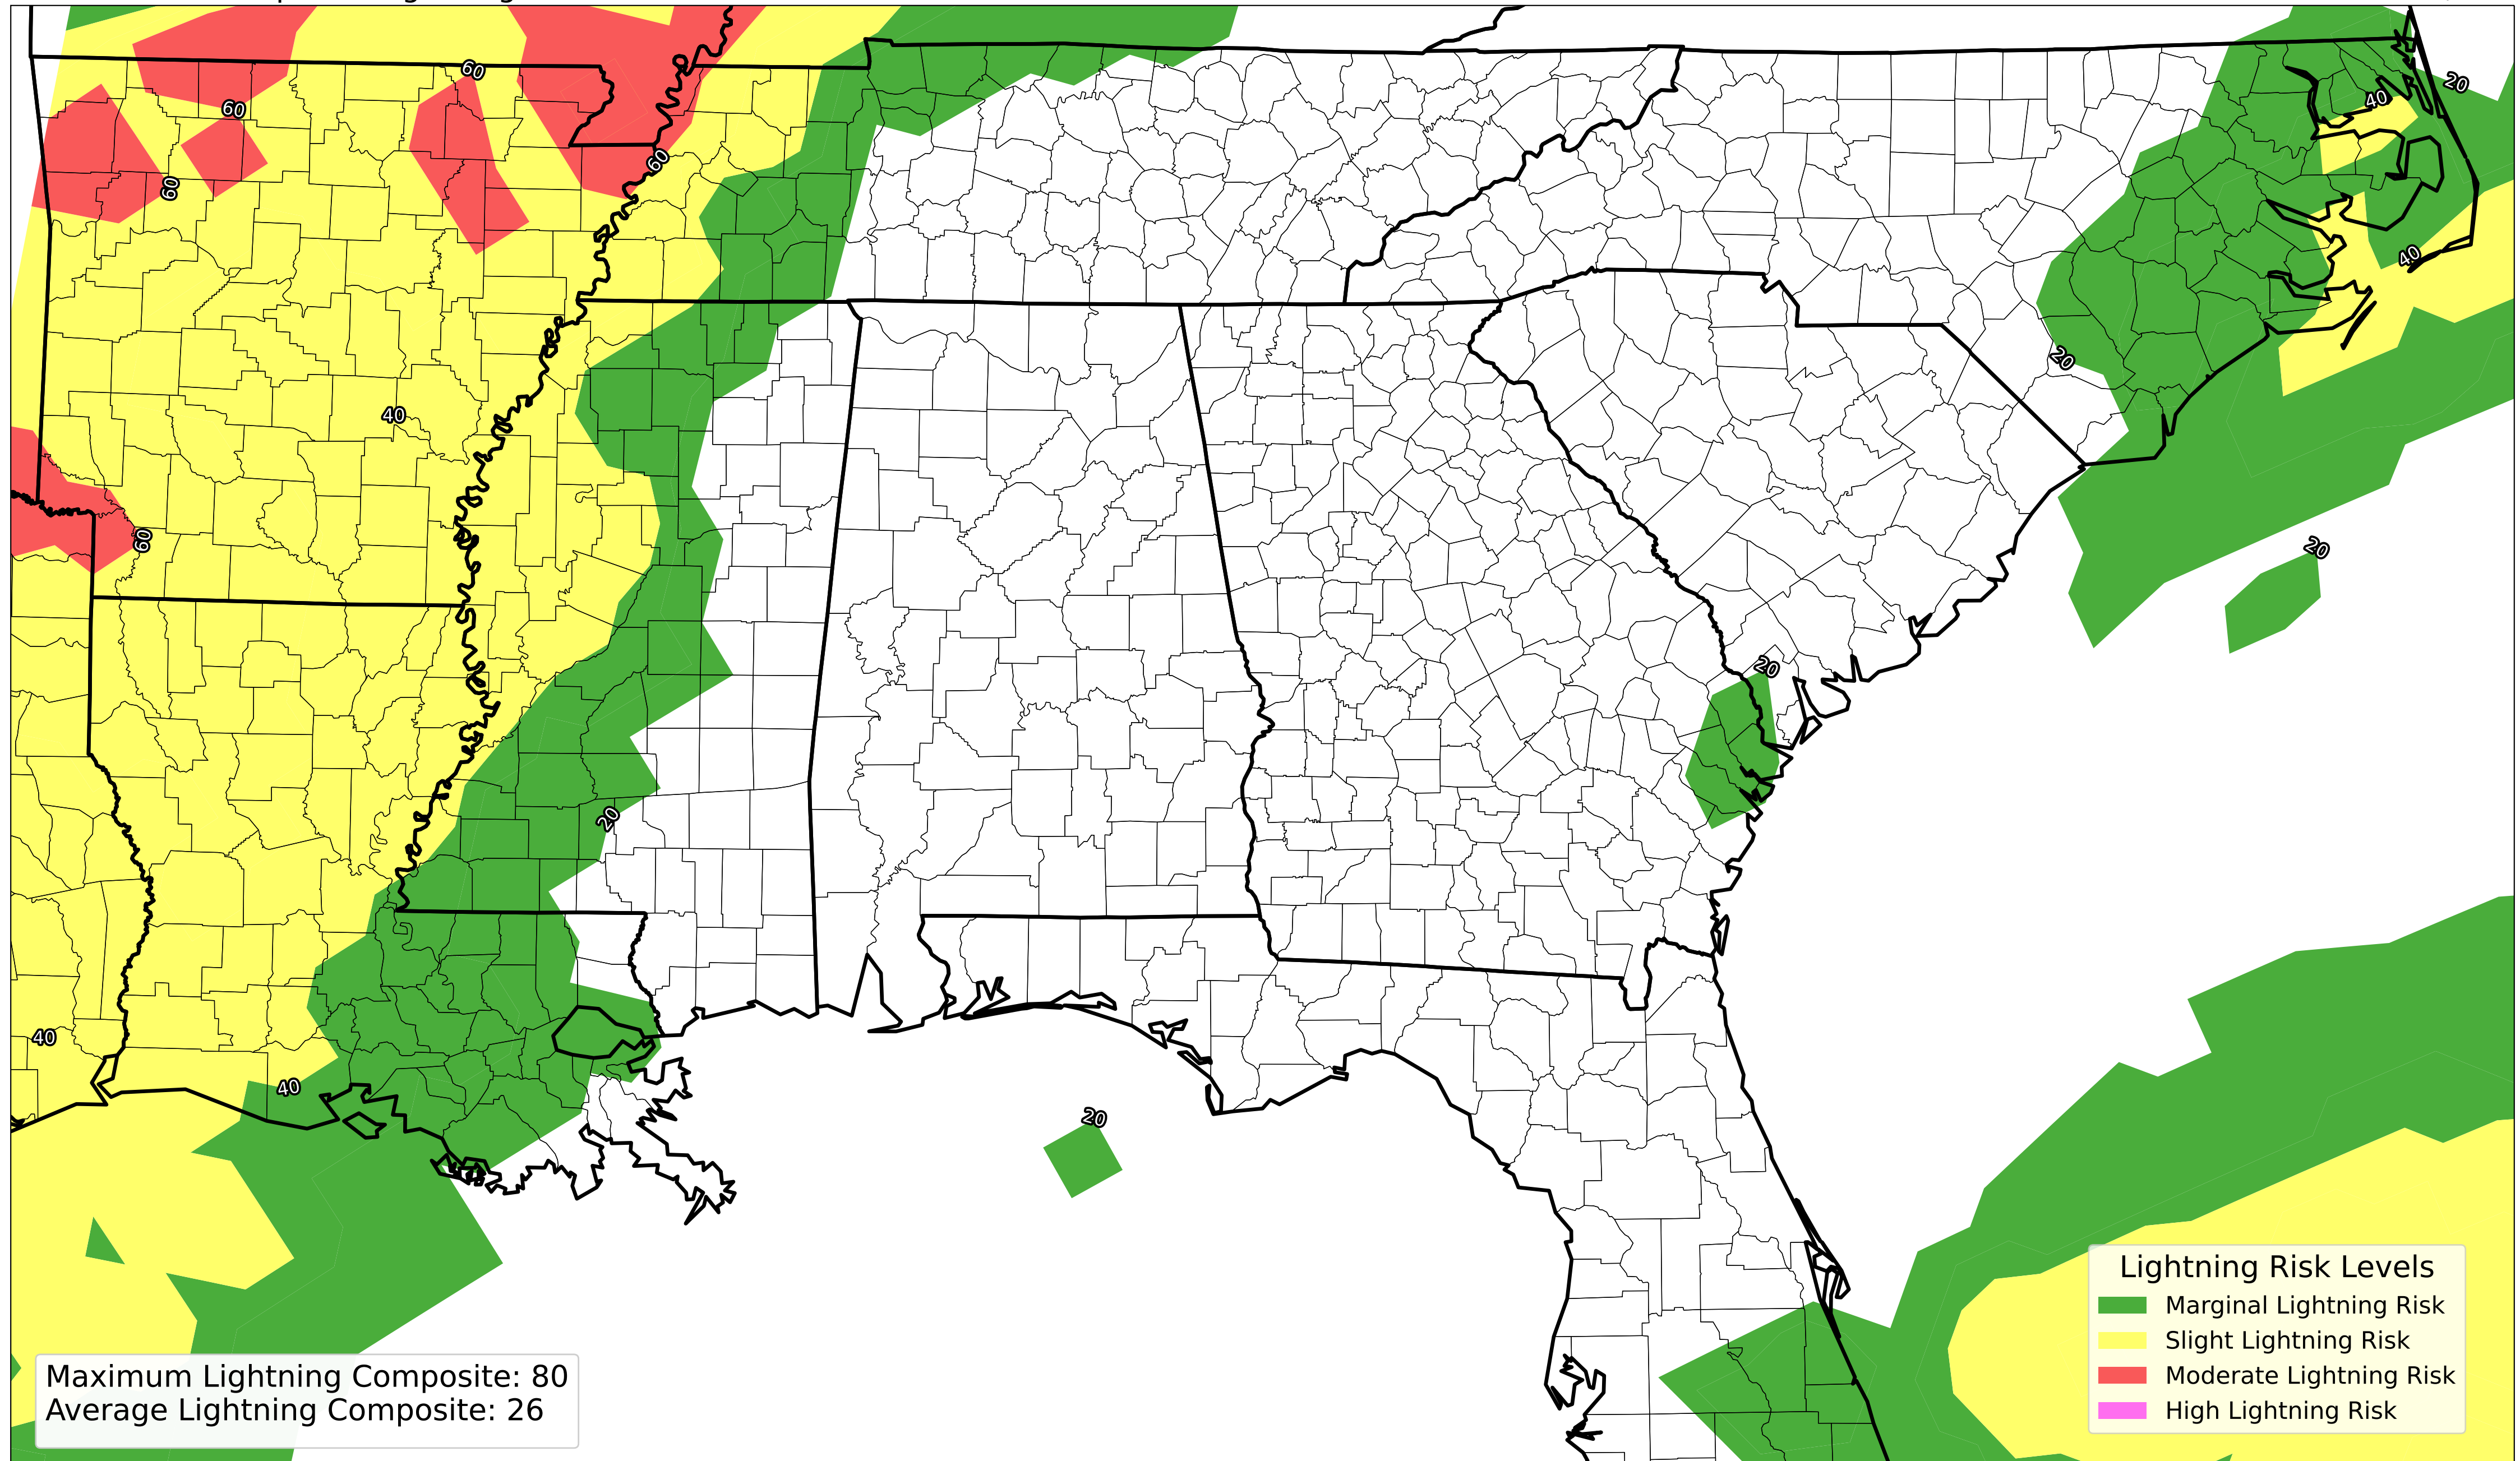 60
20
60
40
60
60
40
20
40
60
20
20
20
40
40
20
Lightning Risk Levels
Marginal Lightning Risk
Slight Lightning Risk
Moderate Lightning Risk
High Lightning Risk
Maximum Lightning Composite: 80
Average Lightning Composite: 26